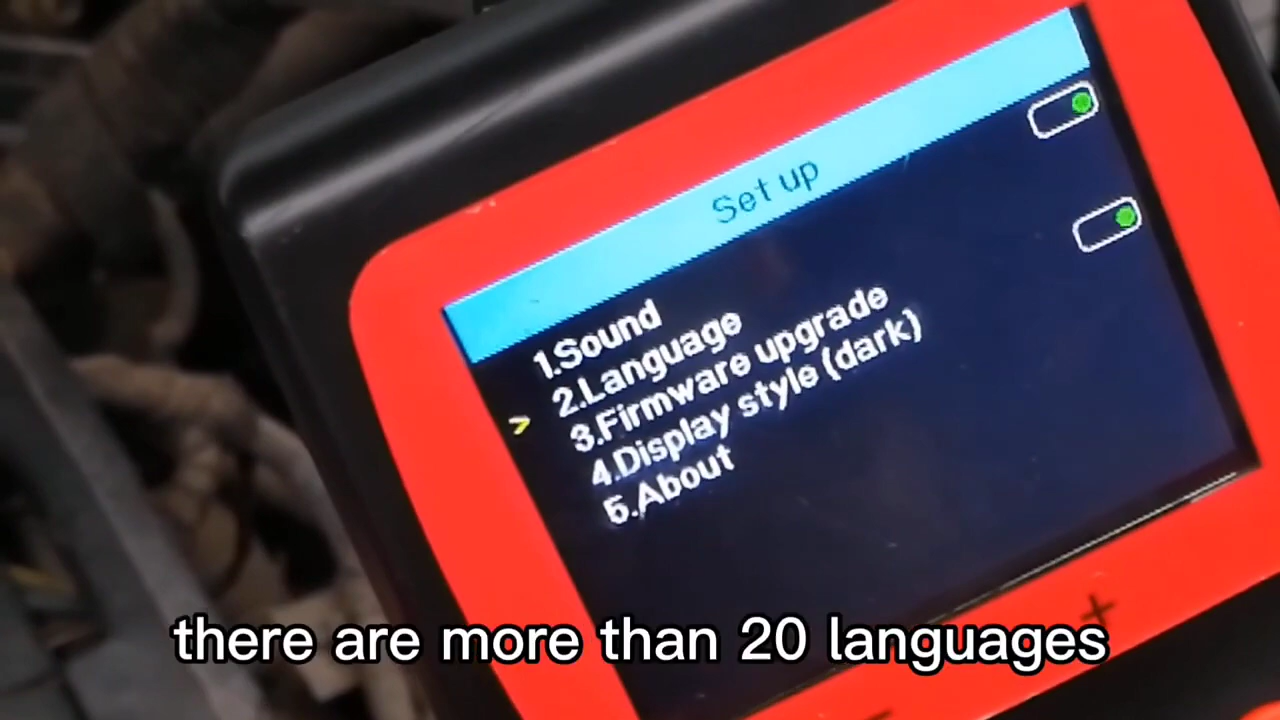 Set up
1.Sound
2.Language
> 3.Firmware upgrade
4.Display style (dark)
5.About
+
there are more than 20 languages